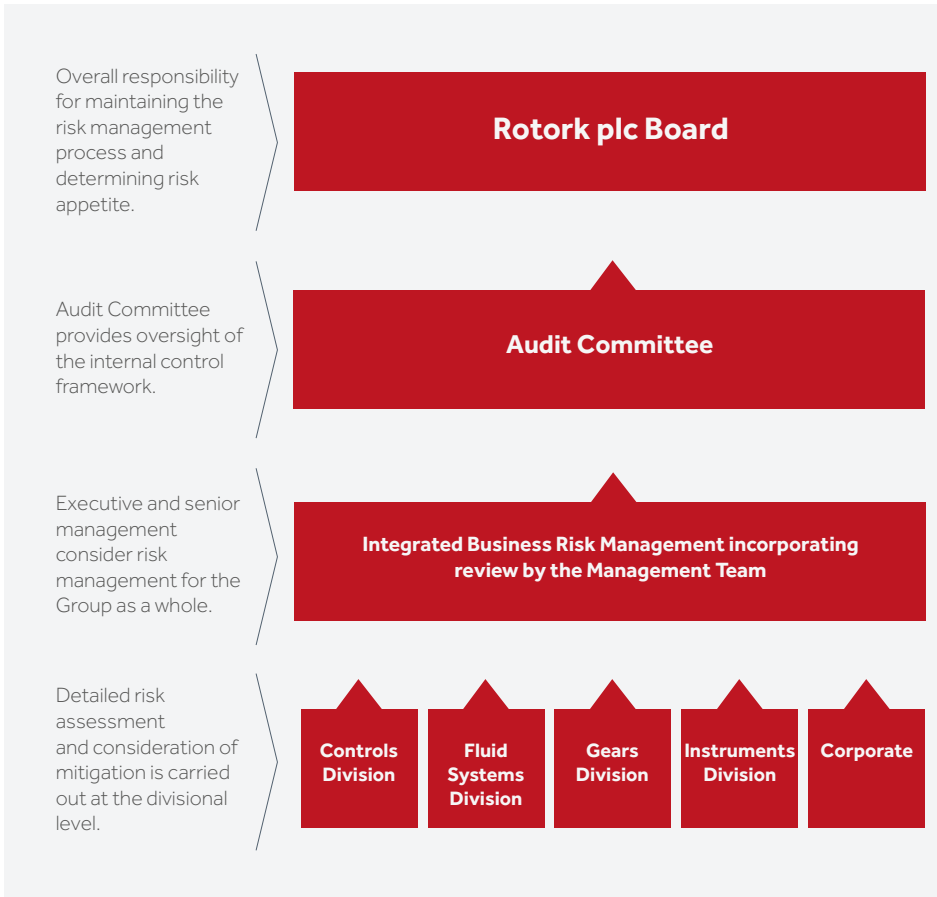 Overall responsibility
for maintaining the
risk management
process and
determining risk
appetite.
Rotork plc Board
Audit Committee
provides oversight of
the internal control
framework.
Audit Committee
Executive and senior
management
consider risk
management for the
Group as a whole.
Integrated Business Risk Management incorporating
review by the Management Team
Detailed risk
assessment
and consideration of
mitigation is carried
out at the divisional
level.
Controls
Division
Fluid
Systems
Division
Gears
Division
Instruments
Division
Corporate